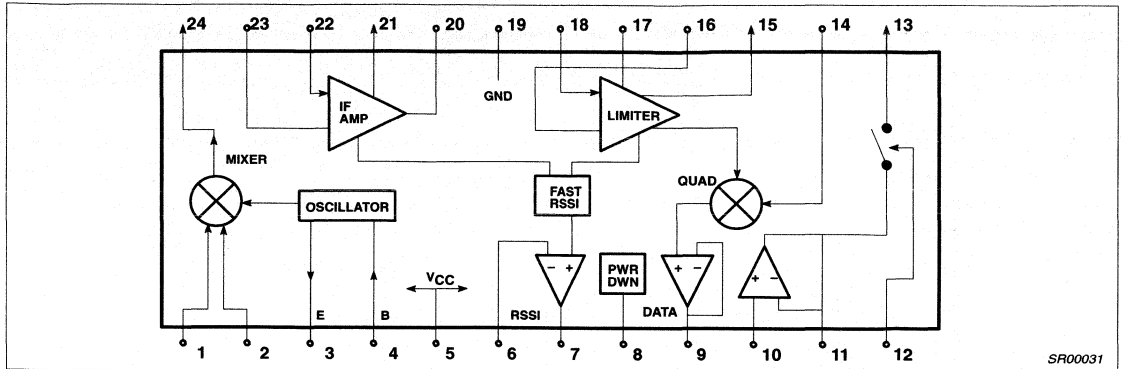 24 23 22 21 20 19 18 17 16 15 14 13
IF
AMP
GND
LIMITER
MIXER
FAST
RSSI
QUAD
OSCILLATOR
VCC
− +
PWR
DWN
+ −
+ −
E B
RSSI
DATA
1 2 3 4 5 6 7 8 9 10 11 12
SR00031